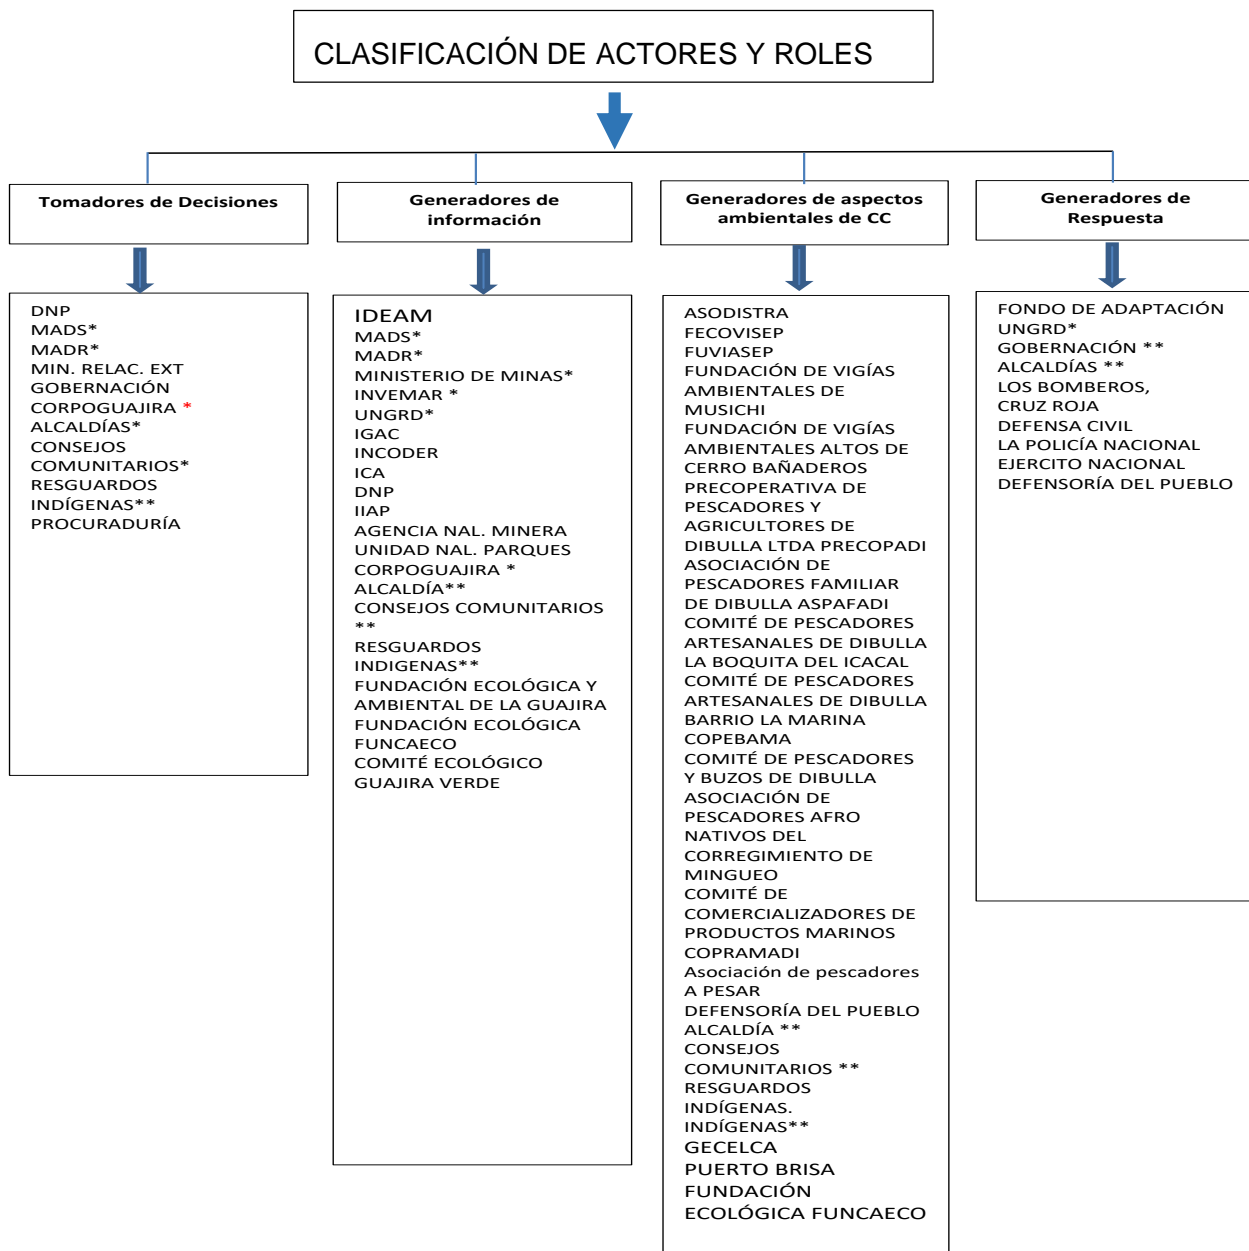 CLASIFICACIÓN DE ACTORES Y ROLES
Tomadores de Decisiones
DNP
MADS*
MADR*
MIN. RELAC. EXT
GOBERNACIÓN
CORPOGUAJIRA *
ALCALDÍAS*
CONSEJOS
COMUNITARIOS*
RESGUARDOS
INDÍGENAS**
PROCURADURÍA
Generadores de
información
IDEAM
MADS*
MADR*
MINISTERIO DE MINAS*
INVEMAR *
UNGRD*
IGAC
INCODER
ICA
DNP
IIAP
AGENCIA NAL. MINERA
UNIDAD NAL. PARQUES
CORPOGUAJIRA *
ALCALDÍA**
CONSEJOS COMUNITARIOS
**
RESGUARDOS
INDIGENAS**
FUNDACIÓN ECOLÓGICA Y
AMBIENTAL DE LA GUAJIRA
FUNDACIÓN ECOLÓGICA
FUNCAECO
COMITÉ ECOLÓGICO
GUAJIRA VERDE
Generadores de aspectos
ambientales de CC
ASODISTRA
FECOVISEP
FUVIASEP
FUNDACIÓN DE VIGÍAS
AMBIENTALES DE
MUSICHI
FUNDACIÓN DE VIGÍAS
AMBIENTALES ALTOS DE
CERRO BAÑADEROS
PRECOPERATIVA DE
PESCADORES Y
AGRICULTORES DE
DIBULLA LTDA PRECOPADI
ASOCIACIÓN DE
PESCADORES FAMILIAR
DE DIBULLA ASPAFADI
COMITÉ DE PESCADORES
ARTESANALES DE DIBULLA
LA BOQUITA DEL ICACAL
COMITÉ DE PESCADORES
ARTESANALES DE DIBULLA
BARRIO LA MARINA
COPEBAMA
COMITÉ DE PESCADORES
Y BUZOS DE DIBULLA
ASOCIACIÓN DE
PESCADORES AFRO
NATIVOS DEL
CORREGIMIENTO DE
MINGUEO
COMITÉ DE
COMERCIALIZADORES DE
PRODUCTOS MARINOS
COPRAMADI
Asociación de pescadores
A PESAR
DEFENSORÍA DEL PUEBLO
ALCALDÍA **
CONSEJOS
COMUNITARIOS **
RESGUARDOS
INDÍGENAS.
INDÍGENAS**
GECELCA
PUERTO BRISA
FUNDACIÓN
ECOLÓGICA FUNCAECO
Generadores de
Respuesta
FONDO DE ADAPTACIÓN
UNGRD*
GOBERNACIÓN **
ALCALDÍAS **
LOS BOMBEROS,
CRUZ ROJA
DEFENSA CIVIL
LA POLICÍA NACIONAL
EJERCITO NACIONAL
DEFENSORÍA DEL PUEBLO